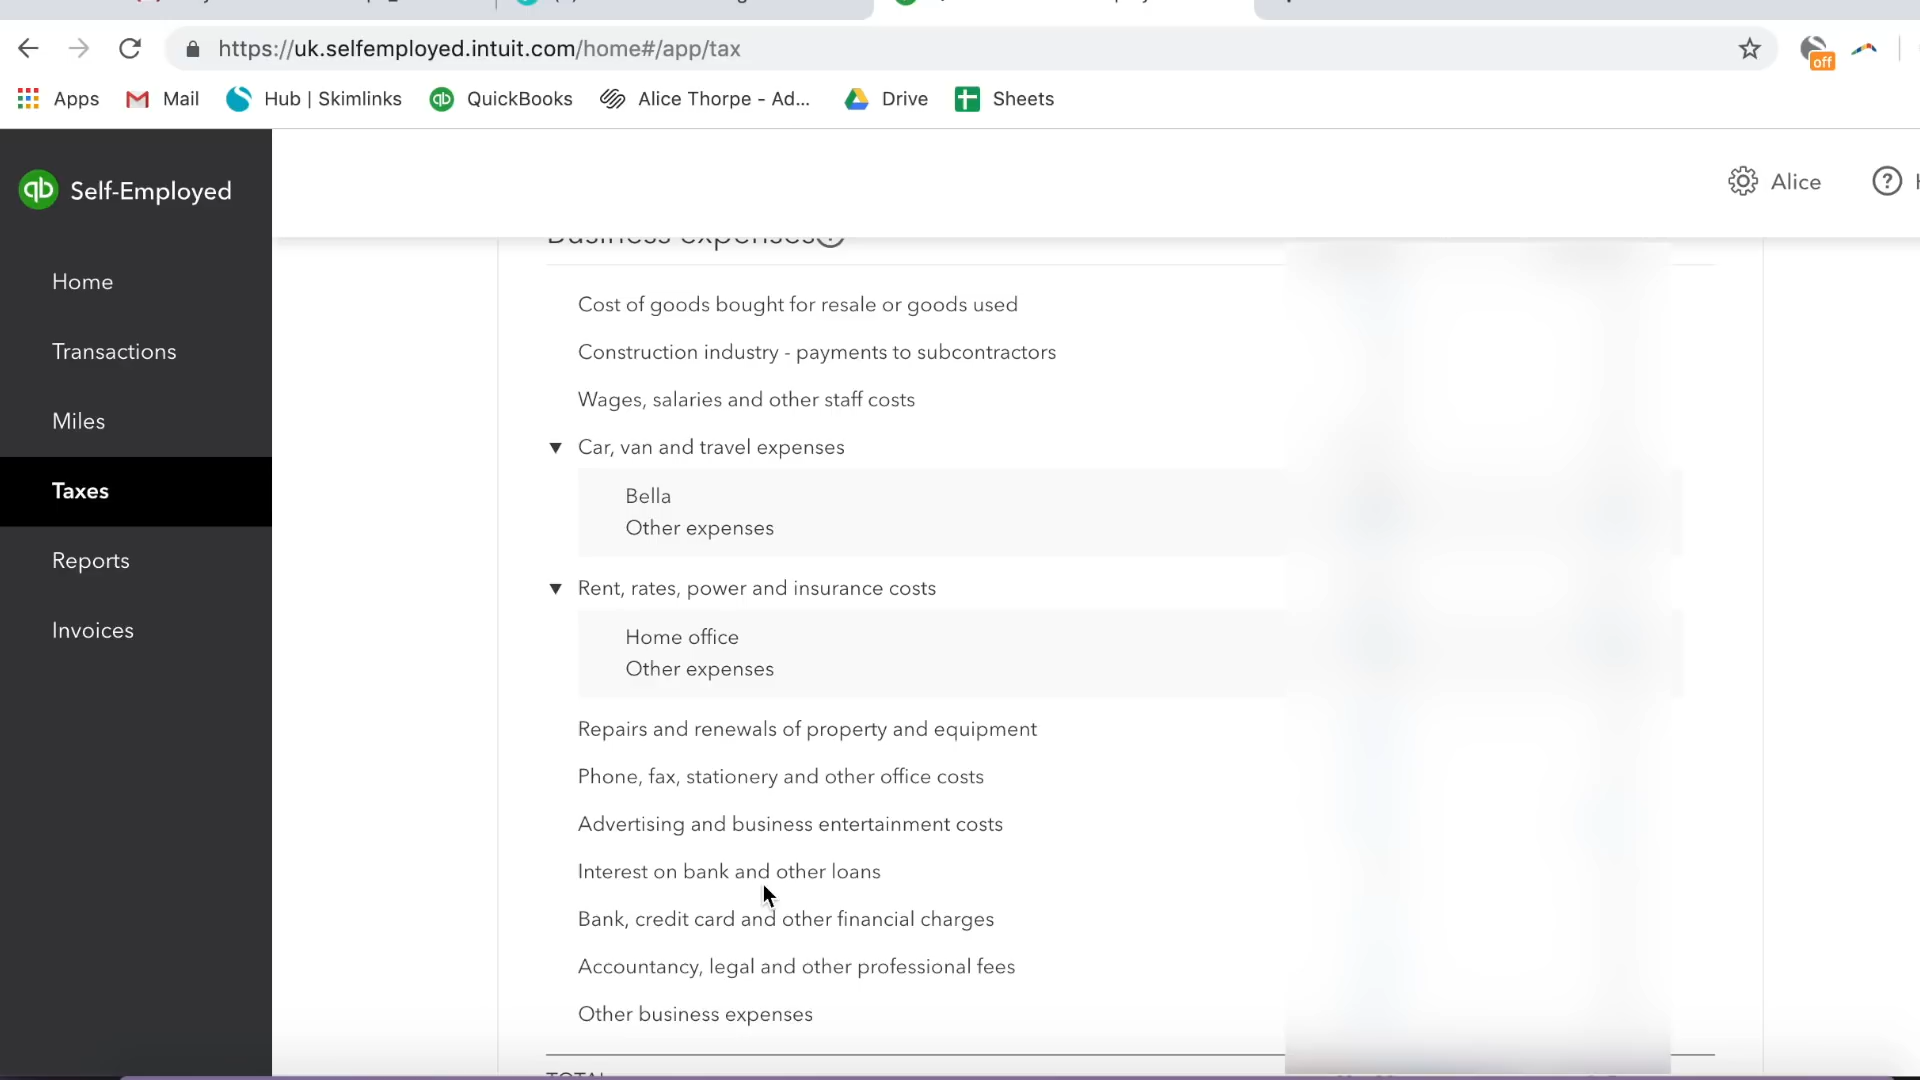 https://uk.selfemployed.intuit.com/home#/app/tax
off
Apps Mail Hub | Skimlinks QuickBooks Alice Thorpe - Ad... Drive Sheets
qb Self-Employed
Alice ?
Home
Transactions
Miles
Taxes
Reports
Invoices
Business expenses
Cost of goods bought for resale or goods used
Construction industry - payments to subcontractors
Wages, salaries and other staff costs
Car, van and travel expenses
Bella
Other expenses
Rent, rates, power and insurance costs
Home office
Other expenses
Repairs and renewals of property and equipment
Phone, fax, stationery and other office costs
Advertising and business entertainment costs
Interest on bank and other loans
Bank, credit card and other financial charges
Accountancy, legal and other professional fees
Other business expenses
TOTAL